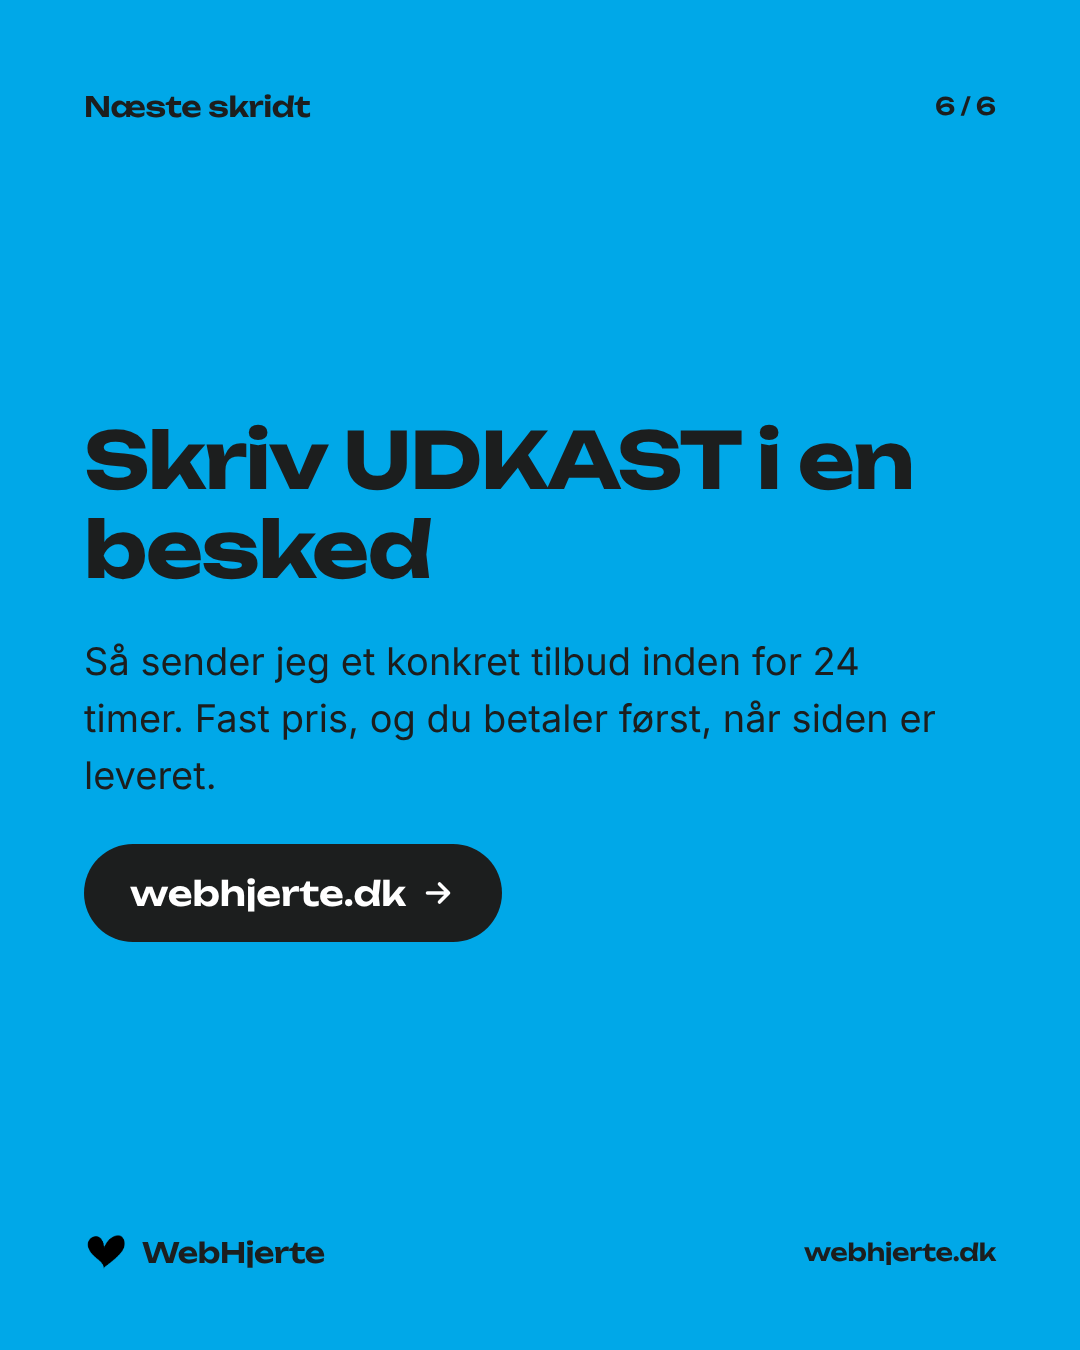 Næste skridt
6 / 6
Skriv UDKAST i en
besked
Så sender jeg et konkret tilbud inden for 24
timer. Fast pris, og du betaler først, når siden er
leveret.
webhjerte.dk →
WebHjerte
webhjerte.dk